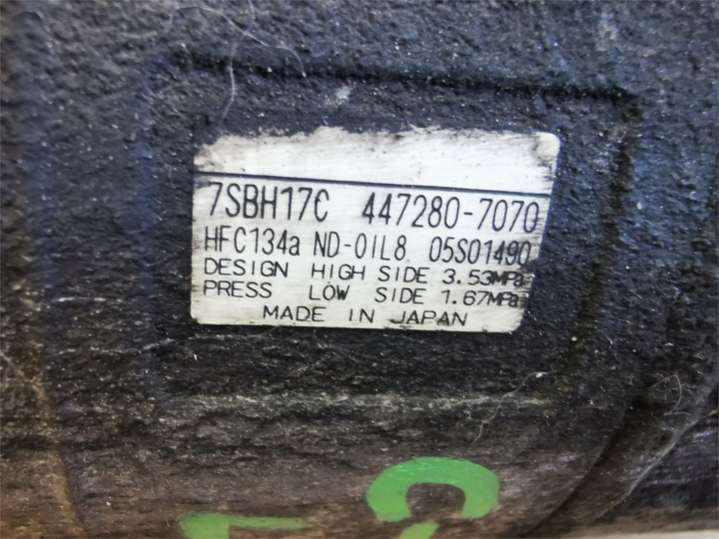 7SBH17C 447280-7070
HFC134a ND-OIL8 05S01490
DESIGN HIGH SIDE 3.53MPa
PRESS LOW SIDE 1.67MPa
MADE IN JAPAN